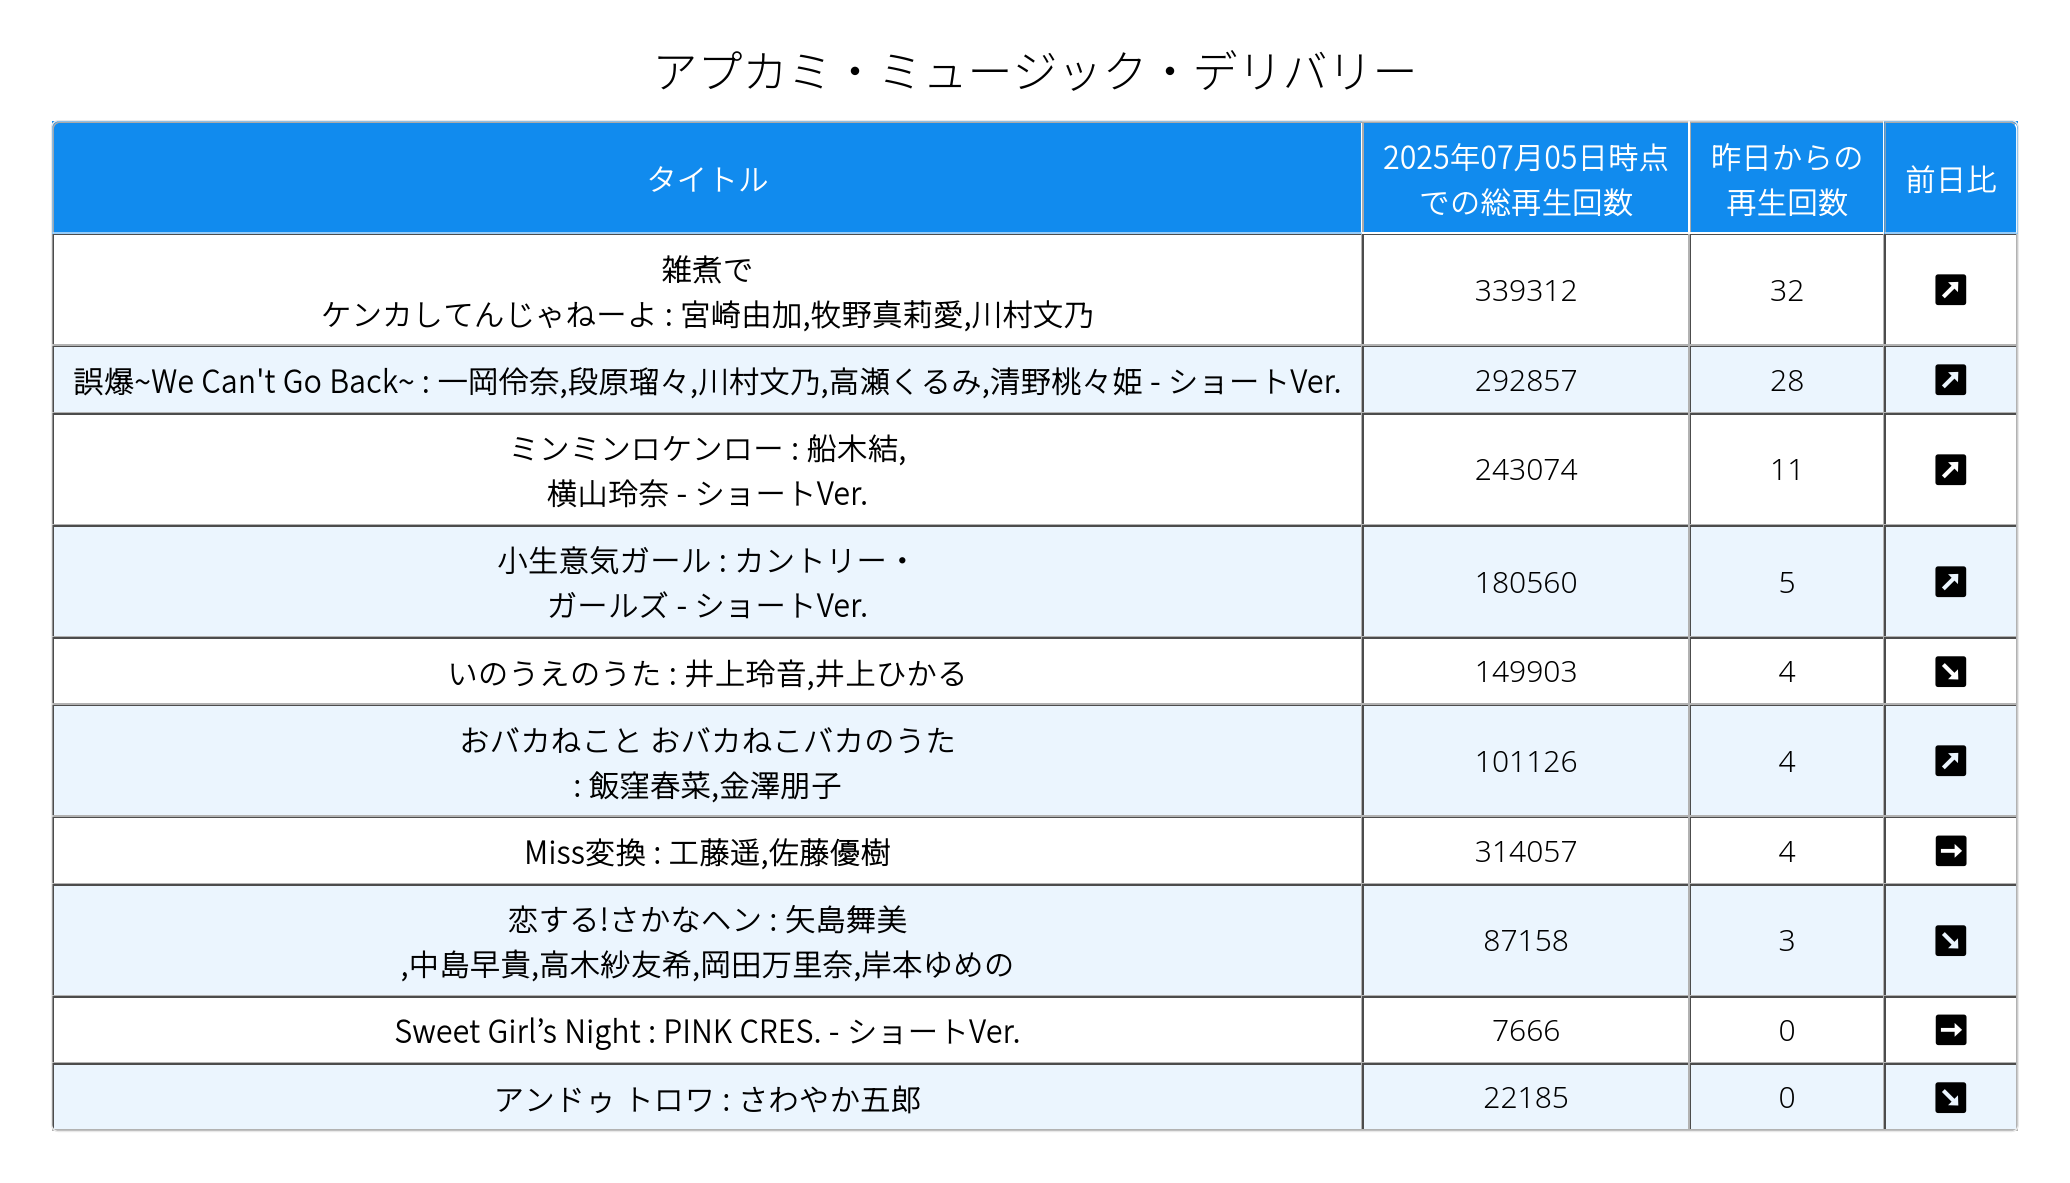 アプカミ・ミュージック・デリバリー
タイトル
2025年07月05日時点
での総再生回数
昨日からの
再生回数
前日比
雑煮で
ケンカしてんじゃねーよ : 宮崎由加,牧野真莉愛,川村文乃
339312
32
誤爆~We Can't Go Back~ : 一岡伶奈,段原瑠々,川村文乃,高瀬くるみ,清野桃々姫 - ショートVer.
292857
28
ミンミンロケンロー : 船木結,
横山玲奈 - ショートVer.
243074
11
小生意気ガール : カントリー・
ガールズ - ショートVer.
180560
5
いのうえのうた : 井上玲音,井上ひかる
149903
4
おバカねこと おバカねこバカのうた
: 飯窪春菜,金澤朋子
101126
4
Miss変換 : 工藤遥,佐藤優樹
314057
4
恋する!さかなヘン : 矢島舞美
,中島早貴,高木紗友希,岡田万里奈,岸本ゆめの
87158
3
Sweet Girl’s Night : PINK CRES. - ショートVer.
7666
0
アンドゥ トロワ : さわやか五郎
22185
0